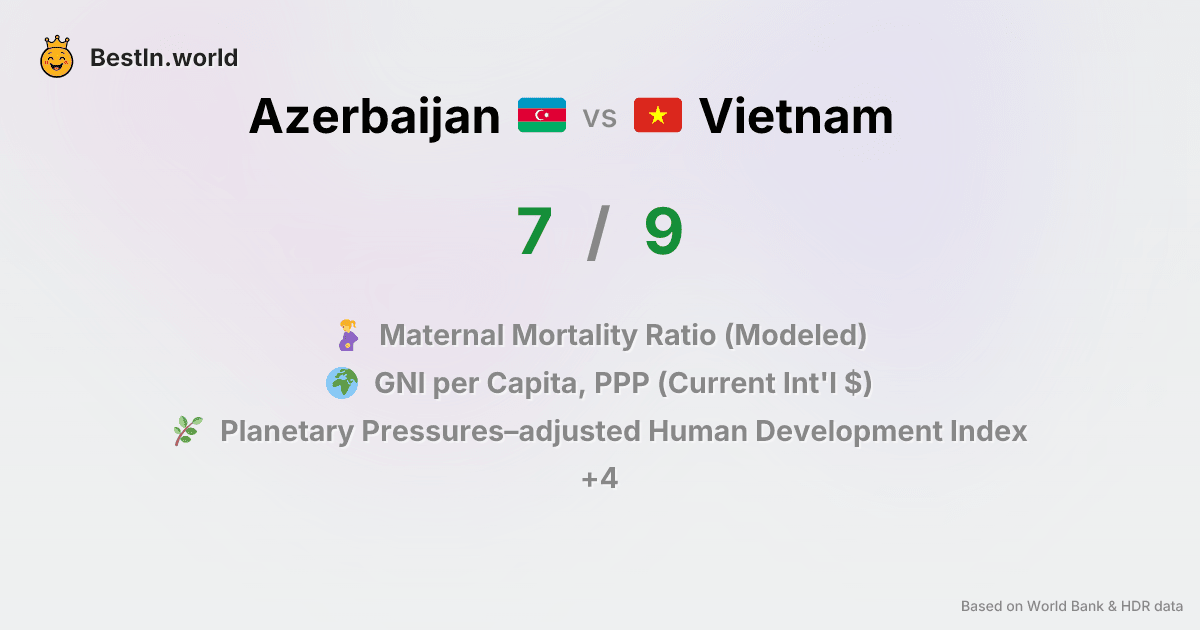 BestIn.world
Azerbaijan vs Vietnam
7 / 9
Maternal Mortality Ratio (Modeled)
GNI per Capita, PPP (Current Int'l $)
Planetary Pressures–adjusted Human Development Index
+4
Based on World Bank & HDR data